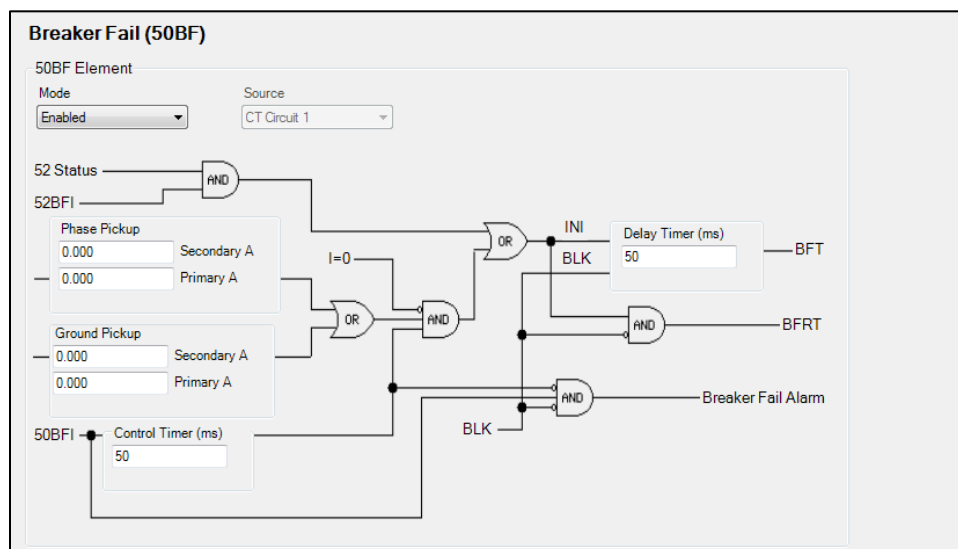 Breaker Fail (50BF)
50BF Element
Mode
Source
Enabled
CT Circuit 1
52 Status
AND
52BFI
Phase Pickup
0.000 Secondary A
0.000 Primary A
I=0
OR
INI
BLK
Delay Timer (ms)
50
BFT
OR
AND
AND
BFRT
Ground Pickup
0.000 Secondary A
0.000 Primary A
AND
Breaker Fail Alarm
BLK
50BFI
Control Timer (ms)
50